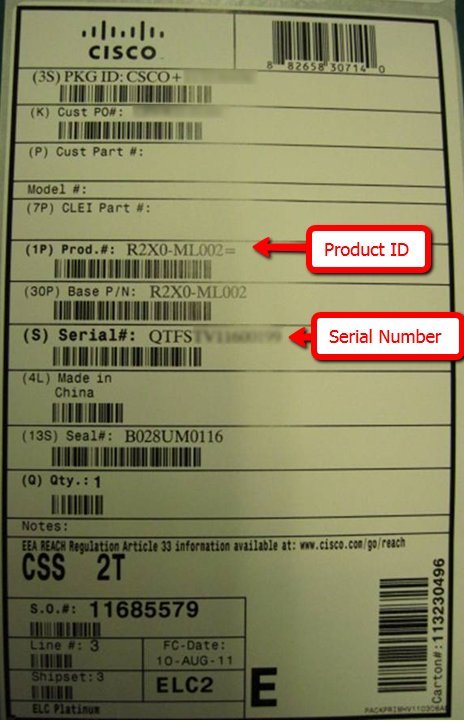 CISCO
8 82658 30714 0
(3S) PKG ID: CSCO+
(K) Cust PO#:
(P) Cust Part #:
Model #:
(7P) CLEI Part #:
(1P) Prod.#: R2X0-ML002=
Product ID
(30P) Base P/N: R2X0-ML002
(S) Serial#: QTFS
Serial Number
(4L) Made in
China
(13S) Seal#: B028UM0116
(Q) Qty.: 1
Notes:
EEA REACH Regulation Article 33 information available at: www.cisco.com/go/reach
CSS 2T
S.O.#: 11685579
Line #: 3
FC-Date:
10-AUG-11
Shipset: 3
ELC2
E
ELC Platinum
Carton#: 113230496